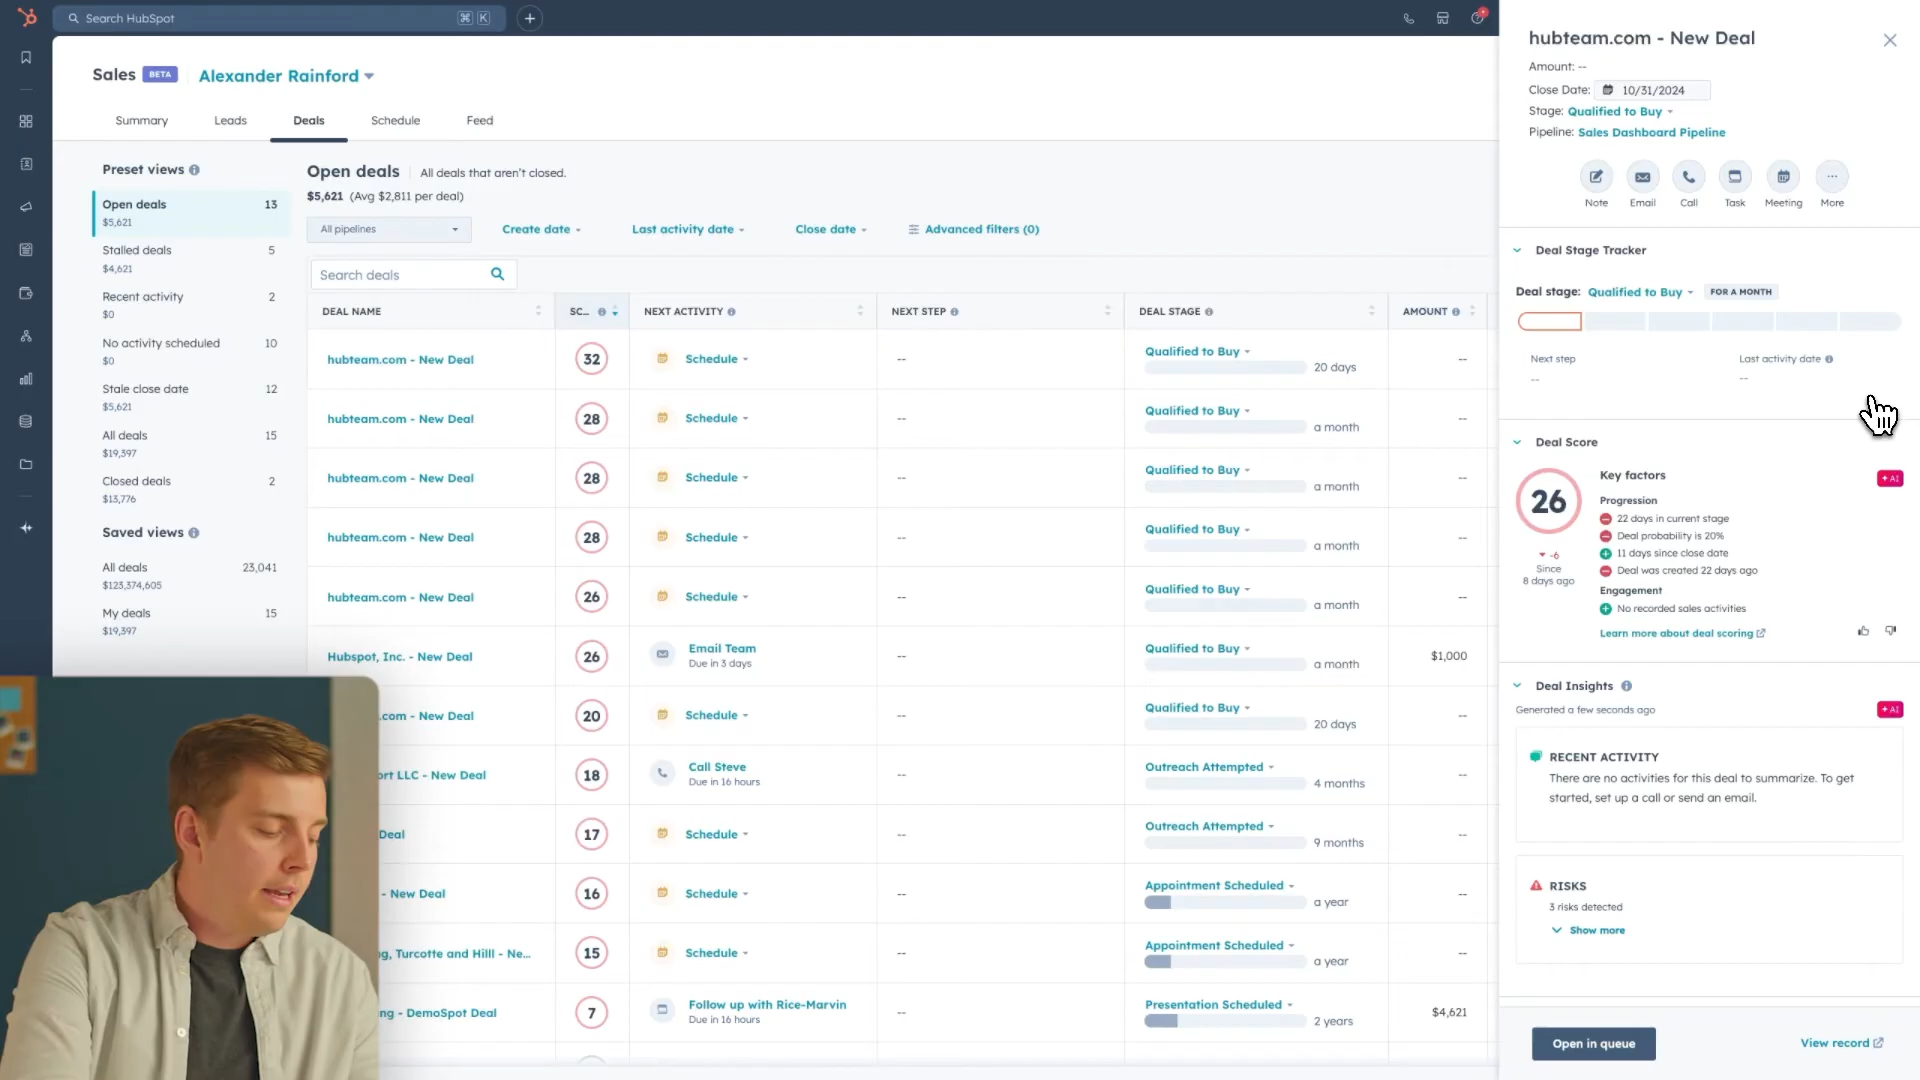 Search HubSpot
⌘ K
Sales BETA Alexander Rainford
Summary Leads Deals Schedule Feed
Preset views
Open deals 13
$5,621
Stalled deals 5
$4,621
Recent activity 2
$0
No activity scheduled 10
$0
Stale close date 12
$5,621
All deals 15
$19,397
Closed deals 2
$13,776
Saved views
All deals 23,041
$123,374,605
My deals 15
$19,397
Open deals All deals that aren't closed.
$5,621 (Avg $2,811 per deal)
All pipelines Create date Last activity date Close date Advanced filters (0)
Search deals
DEAL NAME SC... NEXT ACTIVITY NEXT STEP DEAL STAGE AMOUNT
hubteam.com - New Deal 32 Schedule -- Qualified to Buy 20 days --
hubteam.com - New Deal 28 Schedule -- Qualified to Buy a month --
hubteam.com - New Deal 28 Schedule -- Qualified to Buy a month --
hubteam.com - New Deal 28 Schedule -- Qualified to Buy a month --
hubteam.com - New Deal 26 Schedule -- Qualified to Buy a month --
Hubspot, Inc. - New Deal 26 Email Team Due in 3 days -- Qualified to Buy a month $1,000
.com - New Deal 20 Schedule -- Qualified to Buy 20 days --
ort LLC - New Deal 18 Call Steve Due in 16 hours -- Outreach Attempted 4 months --
Deal 17 Schedule -- Outreach Attempted 9 months --
- New Deal 16 Schedule -- Appointment Scheduled a year --
ng, Turcotte and Hilll - Ne... 15 Schedule -- Appointment Scheduled a year --
ng - DemoSpot Deal 7 Follow up with Rice-Marvin Due in 16 hours -- Presentation Scheduled 2 years $4,621
hubteam.com - New Deal
Amount: --
Close Date: 10/31/2024
Stage: Qualified to Buy
Pipeline: Sales Dashboard Pipeline
Note Email Call Task Meeting More
Deal Stage Tracker
Deal stage: Qualified to Buy FOR A MONTH
Next step Last activity date
-- --
Deal Score
26
-6
Since
8 days ago
Key factors
AI
Progression
22 days in current stage
Deal probability is 20%
11 days since close date
Deal was created 22 days ago
Engagement
No recorded sales activities
Learn more about deal scoring
Deal Insights
Generated a few seconds ago AI
RECENT ACTIVITY
There are no activities for this deal to summarize. To get
started, set up a call or send an email.
RISKS
3 risks detected
Show more
Open in queue View record